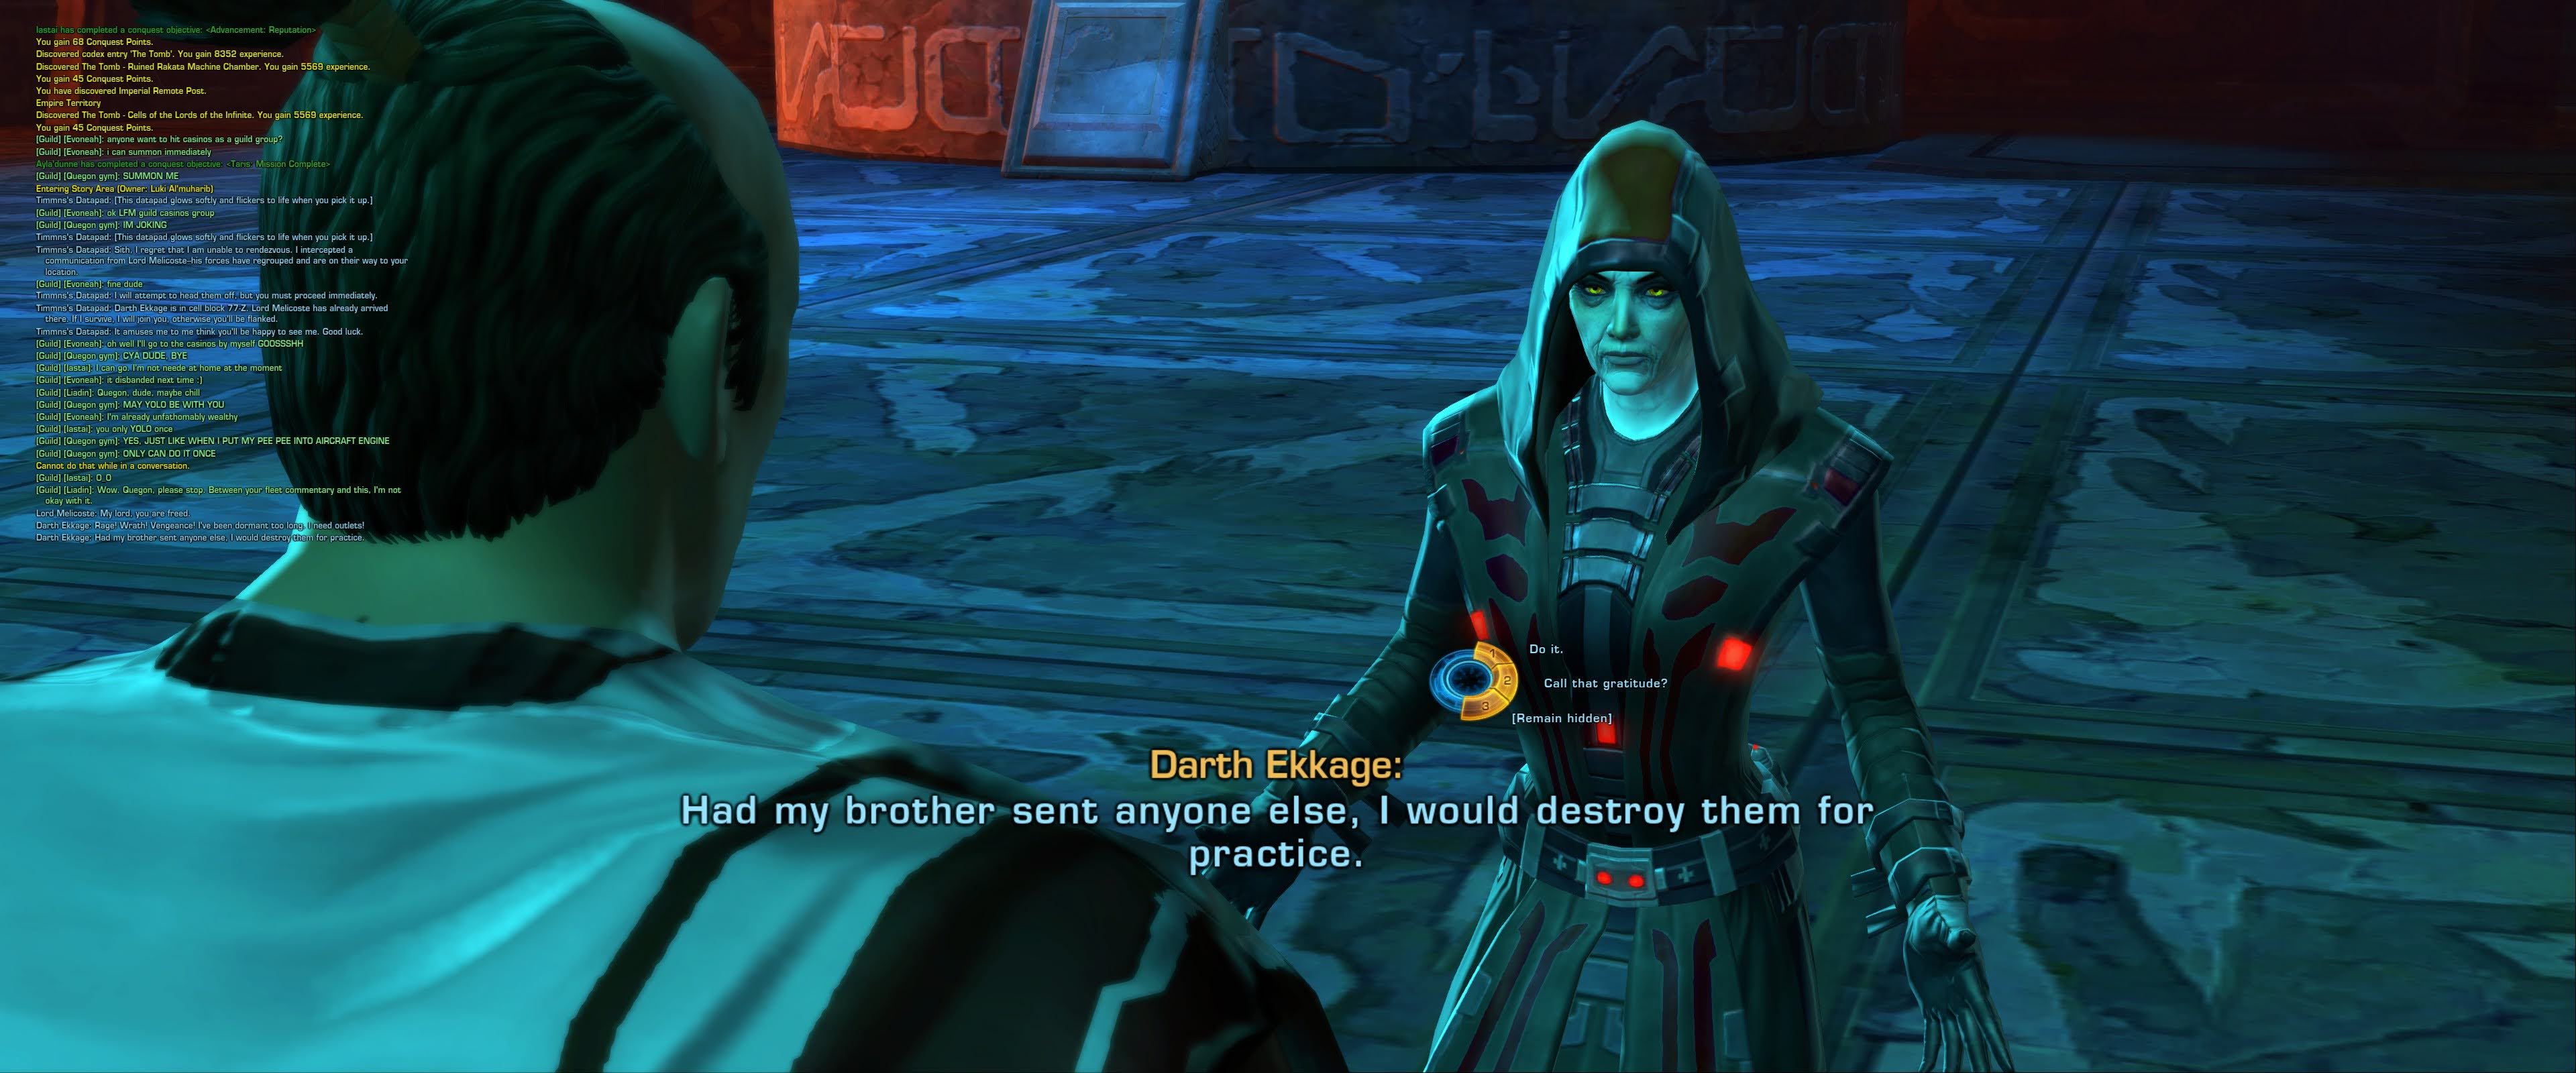 Iastai has completed a conquest objective: <Advancement: Reputation>
You gain 68 Conquest Points.
Discovered codex entry 'The Tomb'. You gain 8352 experience.
Discovered The Tomb - Ruined Rakata Machine Chamber. You gain 5569 experience.
You gain 45 Conquest Points.
You have discovered Imperial Remote Post.
Empire Territory
Discovered The Tomb - Cells of the Lords of the Infinite. You gain 5569 experience.
You gain 45 Conquest Points.
[Guild] [Evoneah]: anyone want to hit casinos as a guild group?
[Guild] [Evoneah]: i can summon immediately
Ayla'dunne has completed a conquest objective: <Taris: Mission Complete>
[Guild] [Quegon gym]: SUMMON ME
Entering Story Area (Owner: Luki Al'muharib)
Timmns's Datapad: [This datapad glows softly and flickers to life when you pick it up.]
[Guild] [Evoneah]: ok LFM guild casinos group
[Guild] [Quegon gym]: IM JOKING
Timmns's Datapad: [This datapad glows softly and flickers to life when you pick it up.]
Timmns's Datapad: Sith. I regret that I am unable to rendezvous. I intercepted a
communication from Lord Melicoste–his forces have regrouped and are on their way to your
location.
[Guild] [Evoneah]: fine dude
Timmns's Datapad: I will attempt to head them off, but you must proceed immediately.
Timmns's Datapad: Darth Ekkage is in cell block 77-Z. Lord Melicoste has already arrived
there. If I survive, I will join you, otherwise you'll be flanked.
Timmns's Datapad: It amuses me to me think you'll be happy to see me. Good luck.
[Guild] [Evoneah]: oh well I'll go to the casinos by myself GODSSSHH
[Guild] [Quegon gym]: CYA DUDE. BYE
[Guild] [Iastai]: I can go, I'm not neede at home at the moment
[Guild] [Evoneah]: it disbanded next time :)
[Guild] [Liadin]: Quegon, dude, maybe chill
[Guild] [Quegon gym]: MAY YOLO BE WITH YOU
[Guild] [Evoneah]: I'm already unfathomably wealthy
[Guild] [Iastai]: you only YOLO once
[Guild] [Quegon gym]: YES, JUST LIKE WHEN I PUT MY PEE PEE INTO AIRCRAFT ENGINE
[Guild] [Quegon gym]: ONLY CAN DO IT ONCE
Cannot do that while in a conversation.
[Guild] [Iastai]: O.O
[Guild] [Liadin]: Wow. Quegon, please stop. Between your fleet commentary and this, I'm not
okay with it.
Lord Melicoste: My lord, you are freed.
Darth Ekkage: Rage! Wrath! Vengeance! I've been dormant too long. I need outlets!
Darth Ekkage: Had my brother sent anyone else, I would destroy them for practice.
1 Do it.
2 Call that gratitude?
3 [Remain hidden]
Darth Ekkage:
Had my brother sent anyone else, I would destroy them for
practice.